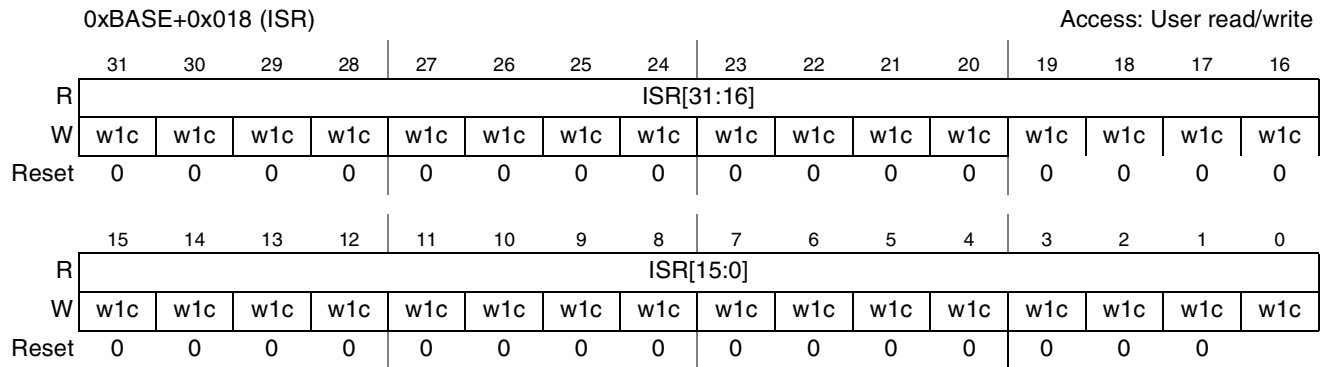 0xBASE+0x018 (ISR) Access: User read/write
31 30 29 28 27 26 25 24 23 22 21 20 19 18 17 16
R ISR[31:16]
W w1c w1c w1c w1c w1c w1c w1c w1c w1c w1c w1c w1c w1c w1c w1c w1c
Reset 0 0 0 0 0 0 0 0 0 0 0 0 0 0 0 0
15 14 13 12 11 10 9 8 7 6 5 4 3 2 1 0
R ISR[15:0]
W w1c w1c w1c w1c w1c w1c w1c w1c w1c w1c w1c w1c w1c w1c w1c w1c
Reset 0 0 0 0 0 0 0 0 0 0 0 0 0 0 0